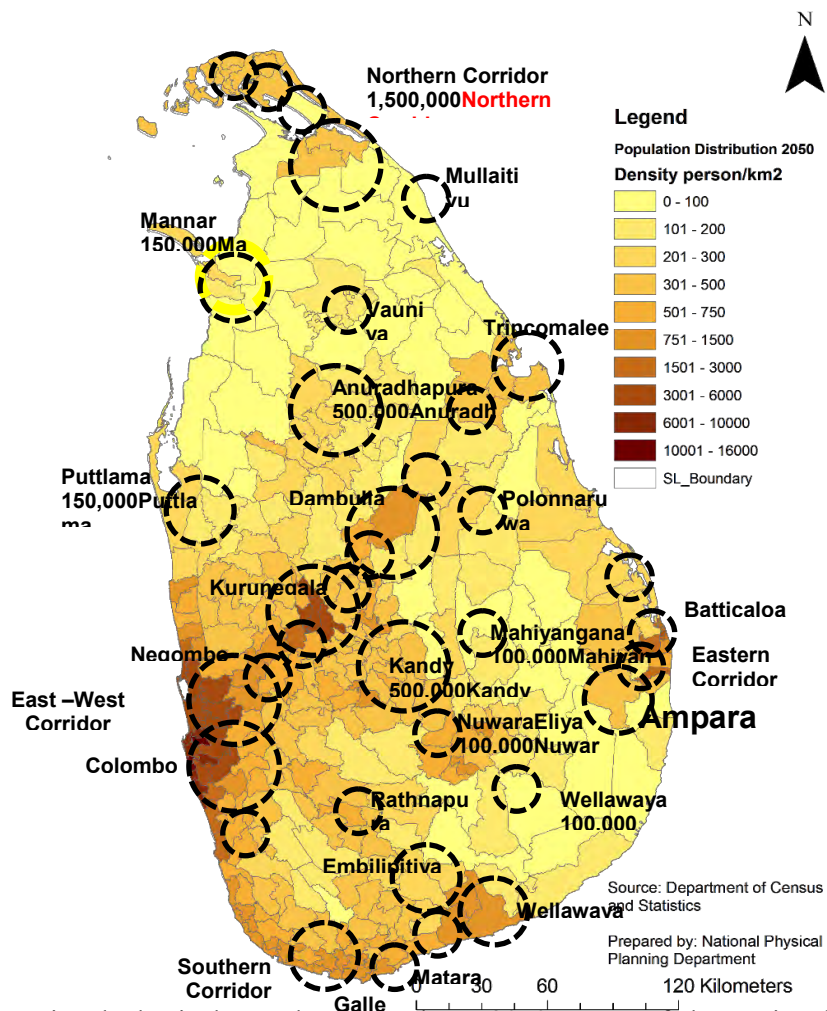 N
Northern Corridor
1,500,000Northern
Legend
Population Distribution 2050
Density person/km2
0 - 100
101 - 200
201 - 300
301 - 500
501 - 750
751 - 1500
1501 - 3000
3001 - 6000
6001 - 10000
10001 - 16000
SL_Boundary
Mullaiti
vu
Mannar
150,000Ma
Vauni
va
Trincomalee
Anuradhapura
500,000Anuradh
Puttlama
150,000Puttla
ma
Dambulla
Polonnaru
wa
Kurunegala
Batticaloa
Mahiyangana
100,000Mahiyan
Negombo
Eastern
Corridor
Kandy
500,000Kandy
East –West
Corridor
Ampara
NuwaraEliya
100,000Nuwar
Colombo
Rathnapu
ra
Wellawaya
100,000
Embilipitiya
Source: Department of Census
and Statistics
Wellawaya
Prepared by: National Physical
Planning Department
Southern
Corridor
Matara
Galle
0 30 60 120 Kilometers